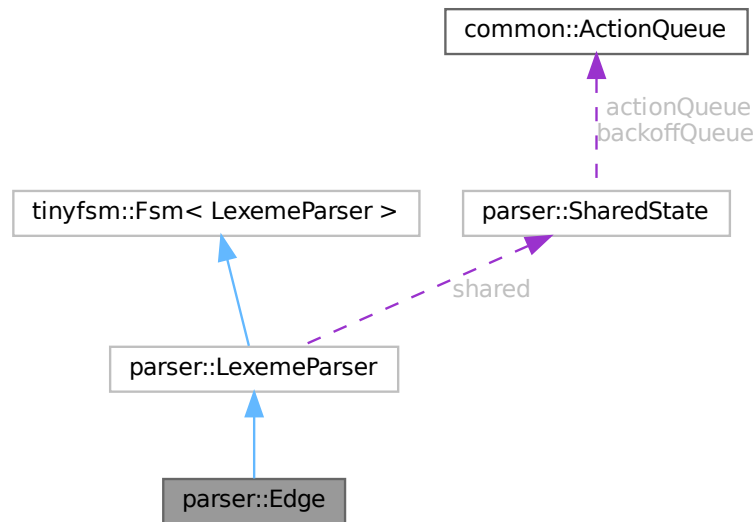 common::ActionQueue
actionQueue
backoffQueue
tinyfsm::Fsm< LexemeParser >
parser::SharedState
shared
parser::LexemeParser
parser::Edge